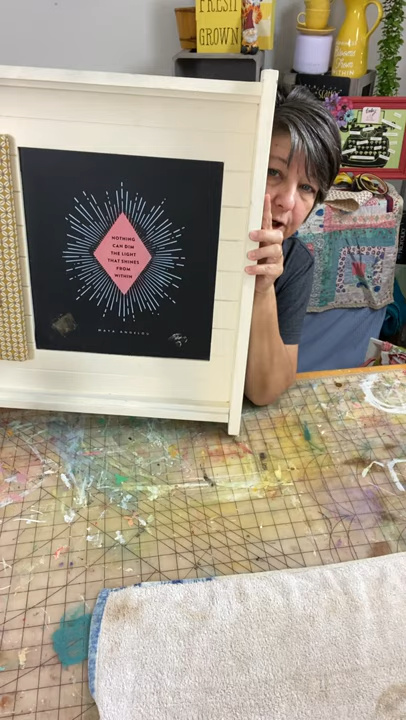 FRESH
GROWN
NOTHING
CAN DIM
THE LIGHT
THAT SHINES
FROM
WITHIN
MAYA ANGELOU